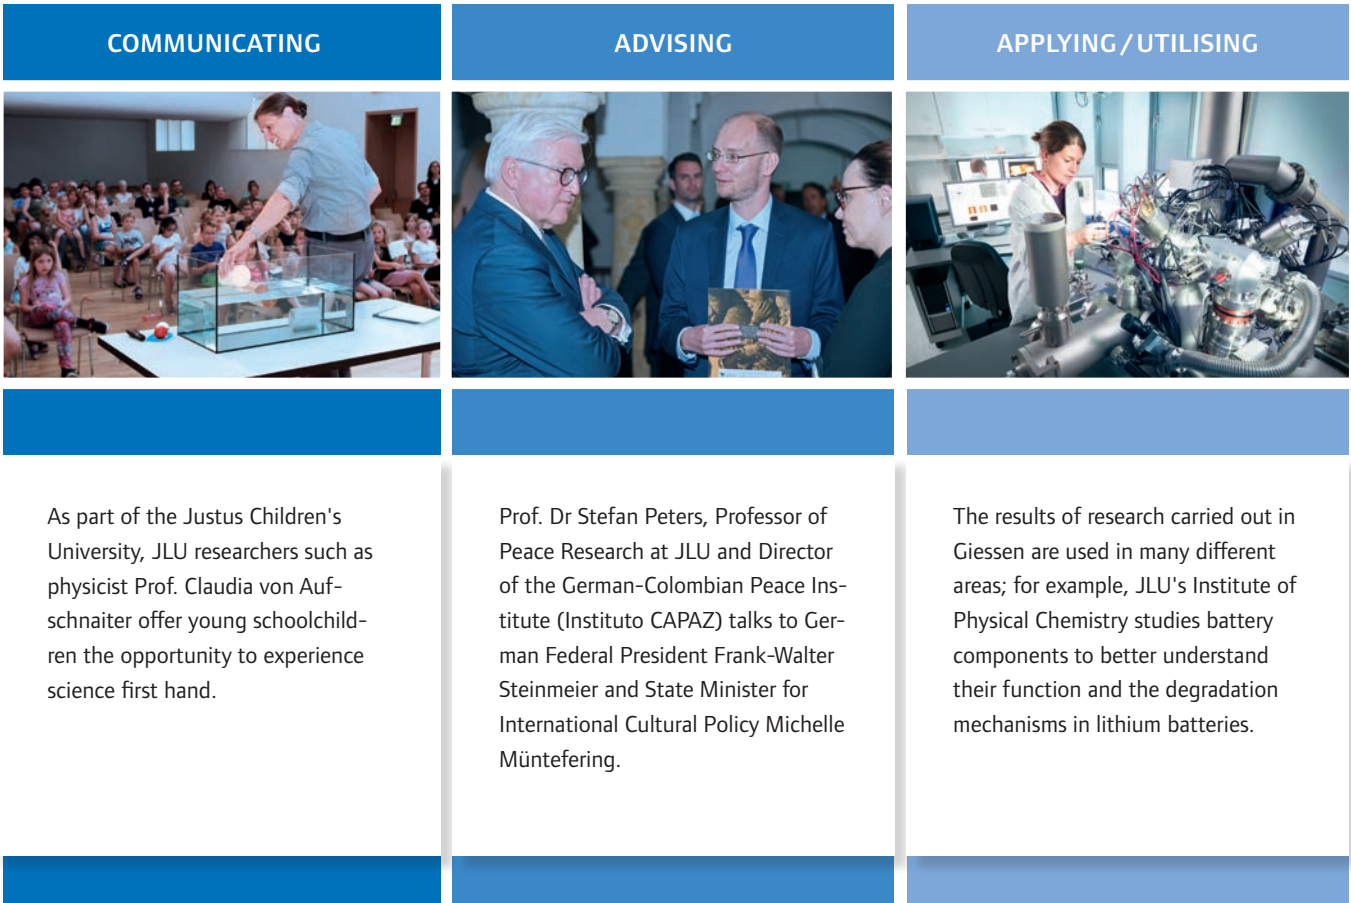 COMMUNICATING
As part of the Justus Children's
University, JLU researchers such as
physicist Prof. Claudia von Auf-
schnaiter offer young schoolchild-
ren the opportunity to experience
science first hand.
ADVISING
Prof. Dr Stefan Peters, Professor of
Peace Research at JLU and Director
of the German-Colombian Peace Ins-
titute (Instituto CAPAZ) talks to Ger-
man Federal President Frank-Walter
Steinmeier and State Minister for
International Cultural Policy Michelle
Müntefering.
APPLYING/UTILISING
The results of research carried out in
Giessen are used in many different
areas; for example, JLU's Institute of
Physical Chemistry studies battery
components to better understand
their function and the degradation
mechanisms in lithium batteries.